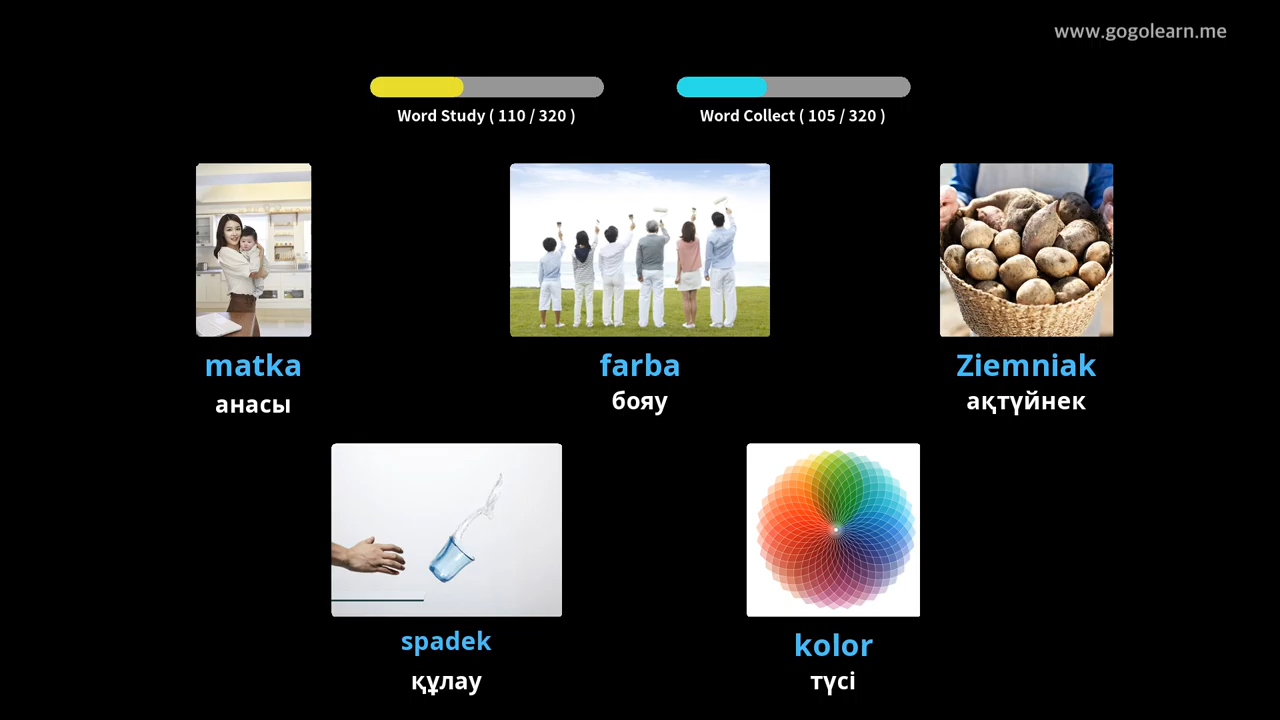 www.gogolearn.me
Word Study ( 110 / 320 )
Word Collect ( 105 / 320 )
matka
анасы
farba
бояу
Ziemniak
ақтүйнек
spadek
құлау
kolor
түсі